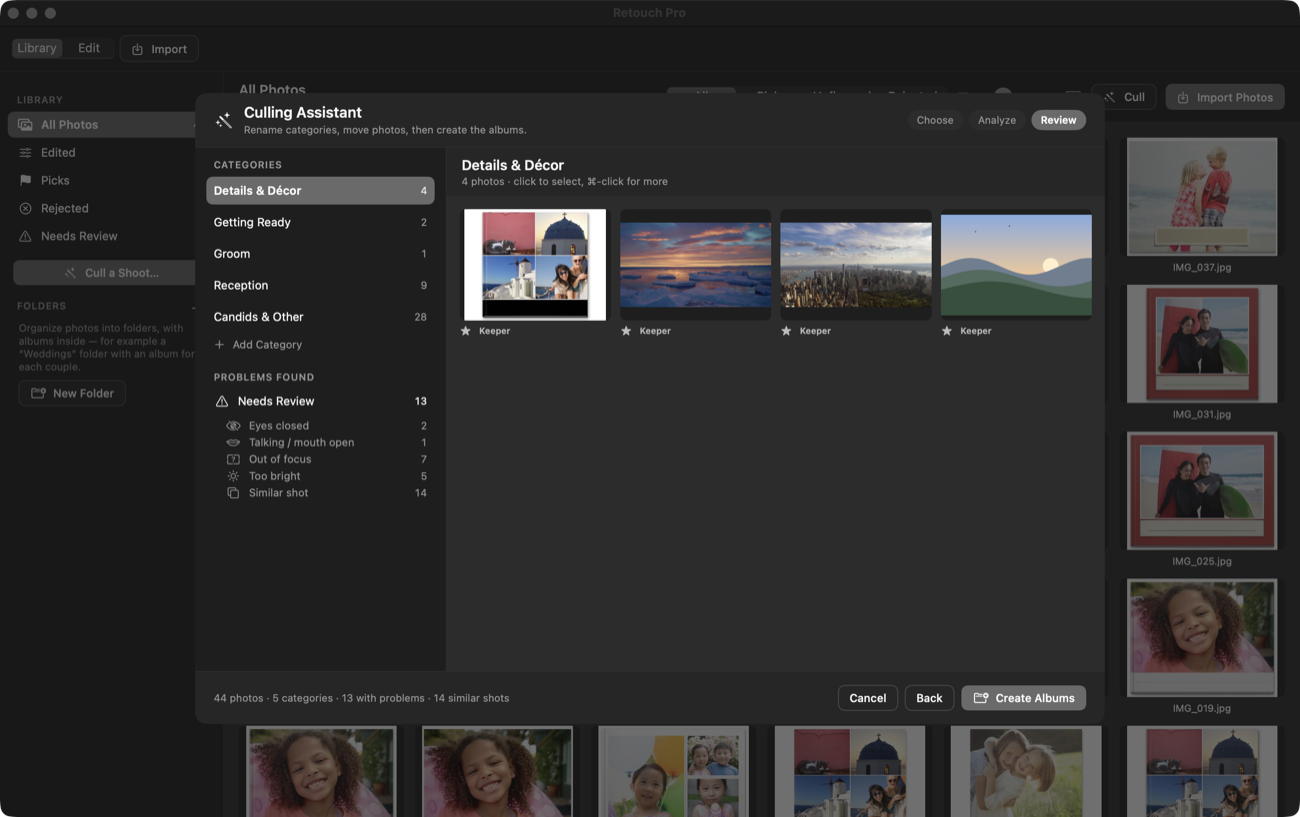 Retouch Pro
Library
Edit
Import
LIBRARY
All Photos
Edited
Picks
Rejected
Needs Review
Cull a Shoot...
FOLDERS
Organize photos into folders, with
albums inside — for example a
"Weddings" folder with an album for
each couple.
New Folder
All Photos
Cull
Import Photos
Culling Assistant
Rename categories, move photos, then create the albums.
Choose
Analyze
Review
CATEGORIES
Details & Décor 4
Getting Ready 2
Groom 1
Reception 9
Candids & Other 28
Add Category
PROBLEMS FOUND
Needs Review 13
Eyes closed 2
Talking / mouth open 1
Out of focus 7
Too bright 5
Similar shot 14
Details & Décor
4 photos · click to select, ⌘-click for more
Keeper
Keeper
Keeper
Keeper
44 photos · 5 categories · 13 with problems · 14 similar shots
Cancel
Back
Create Albums
IMG_037.jpg
IMG_031.jpg
IMG_025.jpg
IMG_019.jpg